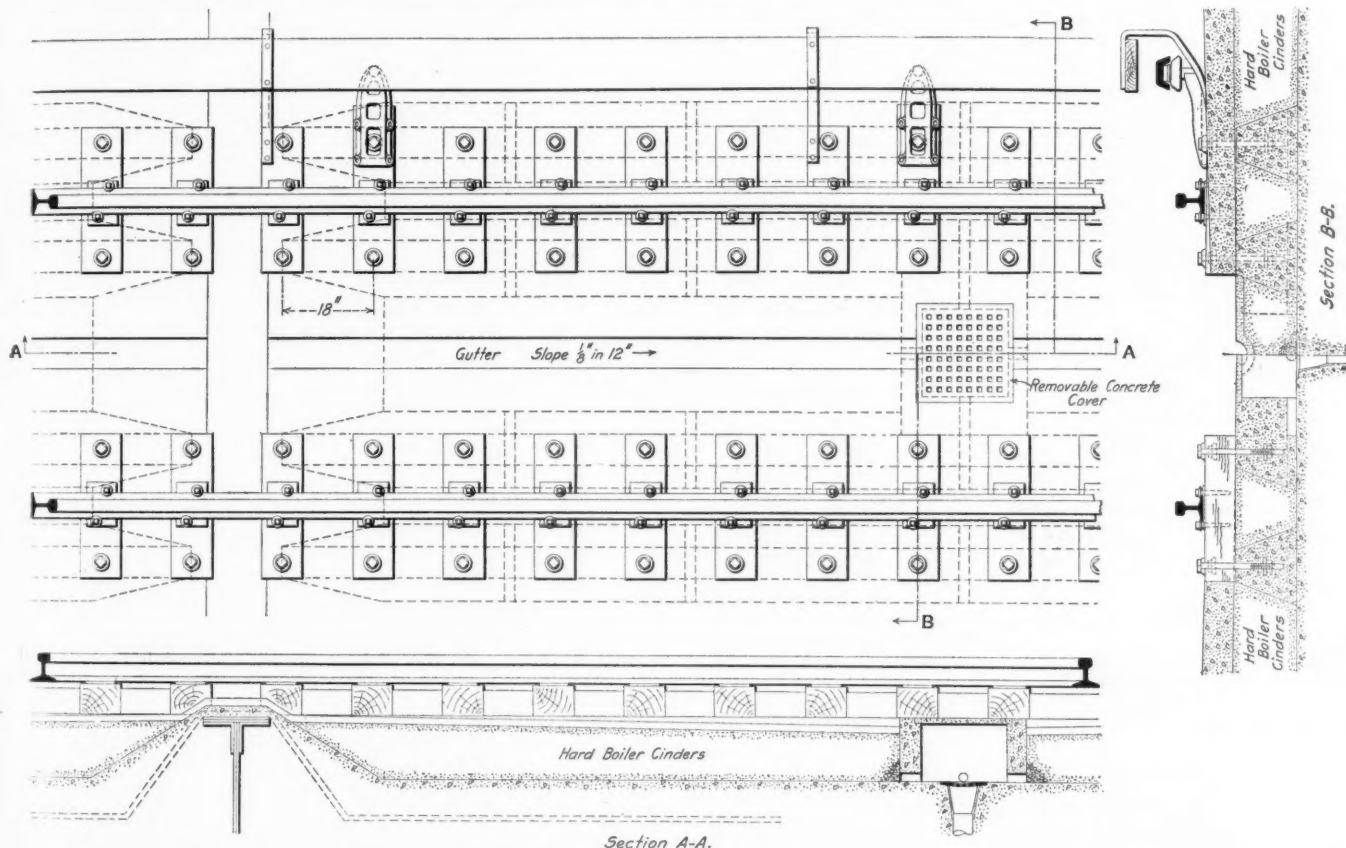 B
Hard
Boiler
Cinders
Section B-B.
18"
A
Gutter Slope 1/8" in 12"
A
Removable Concrete
Cover
B
Hard
Boiler
Cinders
Hard Boiler Cinders
Section A-A.